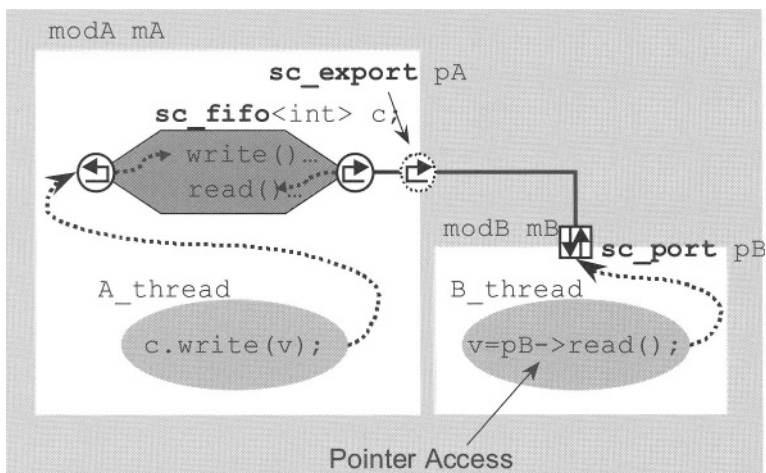 modA mA
sc_export pA
sc_fifo<int> c;
write()…
read()…
modB mB
sc_port pB
A_thread
B_thread
c.write(v);
v=pB->read();
Pointer Access